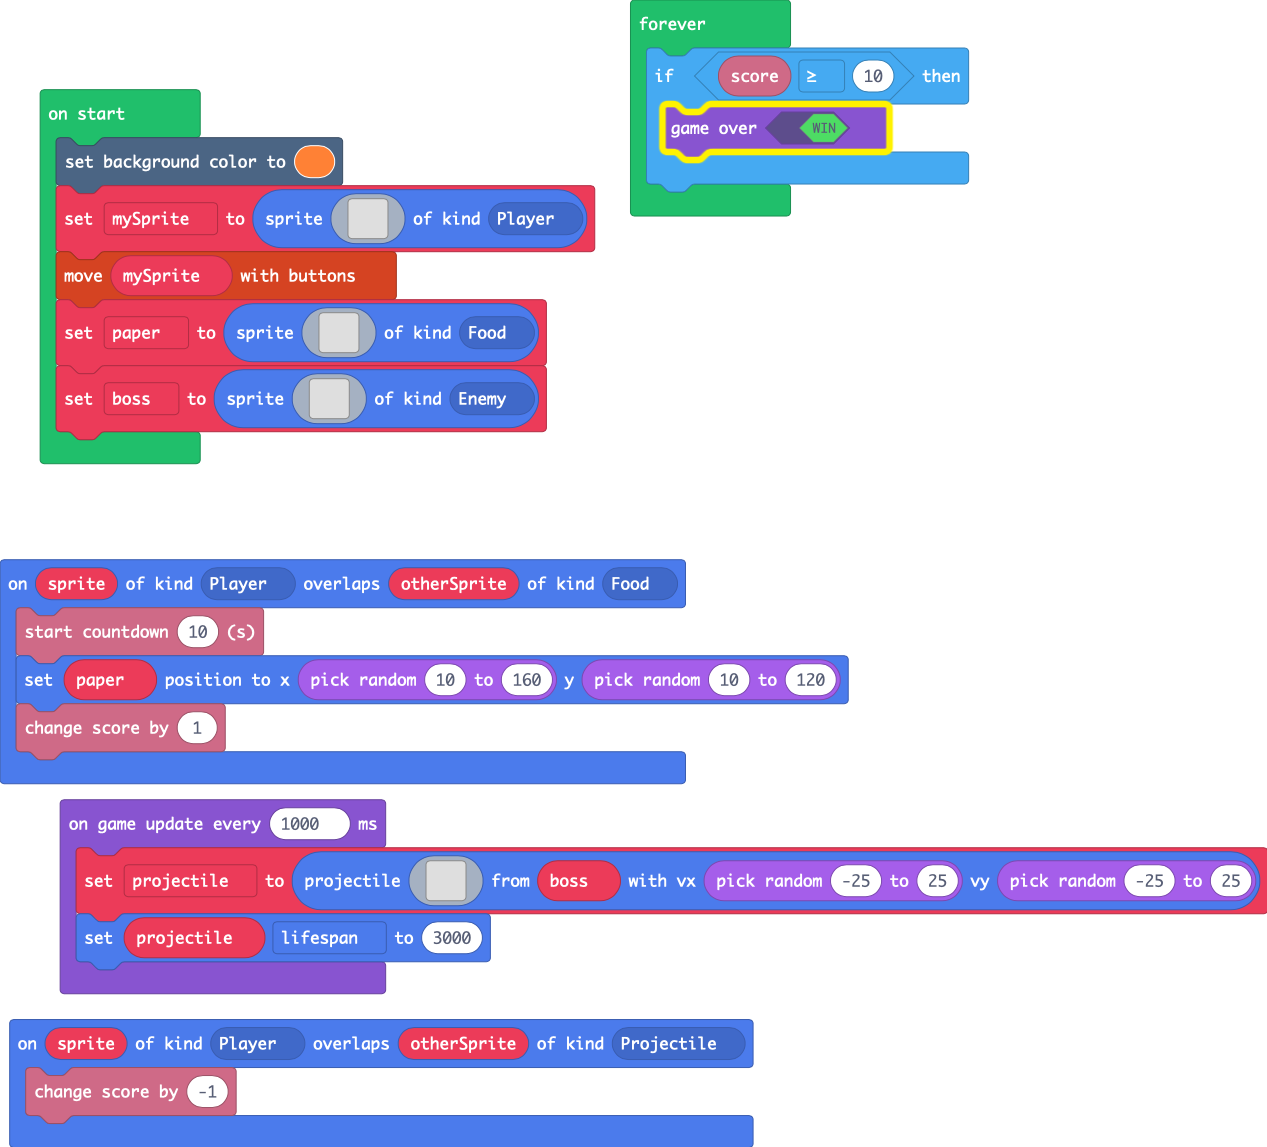 on start
set background color to
set mySprite to sprite of kind Player
move mySprite with buttons
set paper to sprite of kind Food
set boss to sprite of kind Enemy
forever
if score ≥ 10 then
game over WIN
on sprite of kind Player overlaps otherSprite of kind Food
start countdown 10 (s)
set paper position to x pick random 10 to 160 y pick random 10 to 120
change score by 1
on game update every 1000 ms
set projectile to projectile from boss with vx pick random -25 to 25 vy pick random -25 to 25
set projectile lifespan to 3000
on sprite of kind Player overlaps otherSprite of kind Projectile
change score by -1